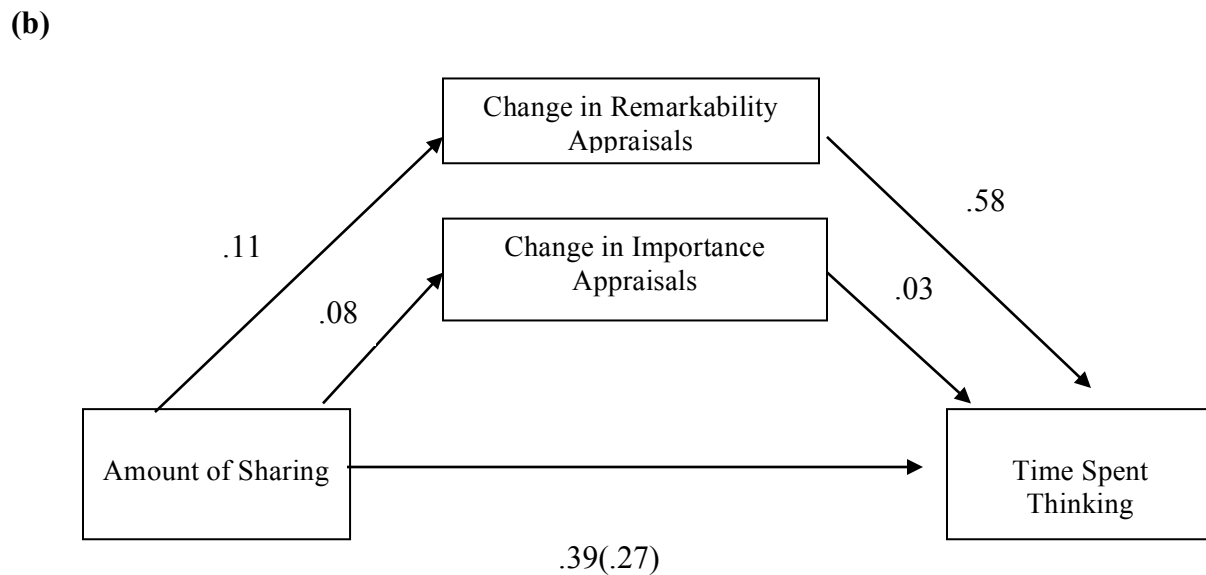 (b)
Change in Remarkability
Appraisals
.58
.11
Change in Importance
Appraisals
.03
.08
Amount of Sharing
Time Spent
Thinking
.39(.27)